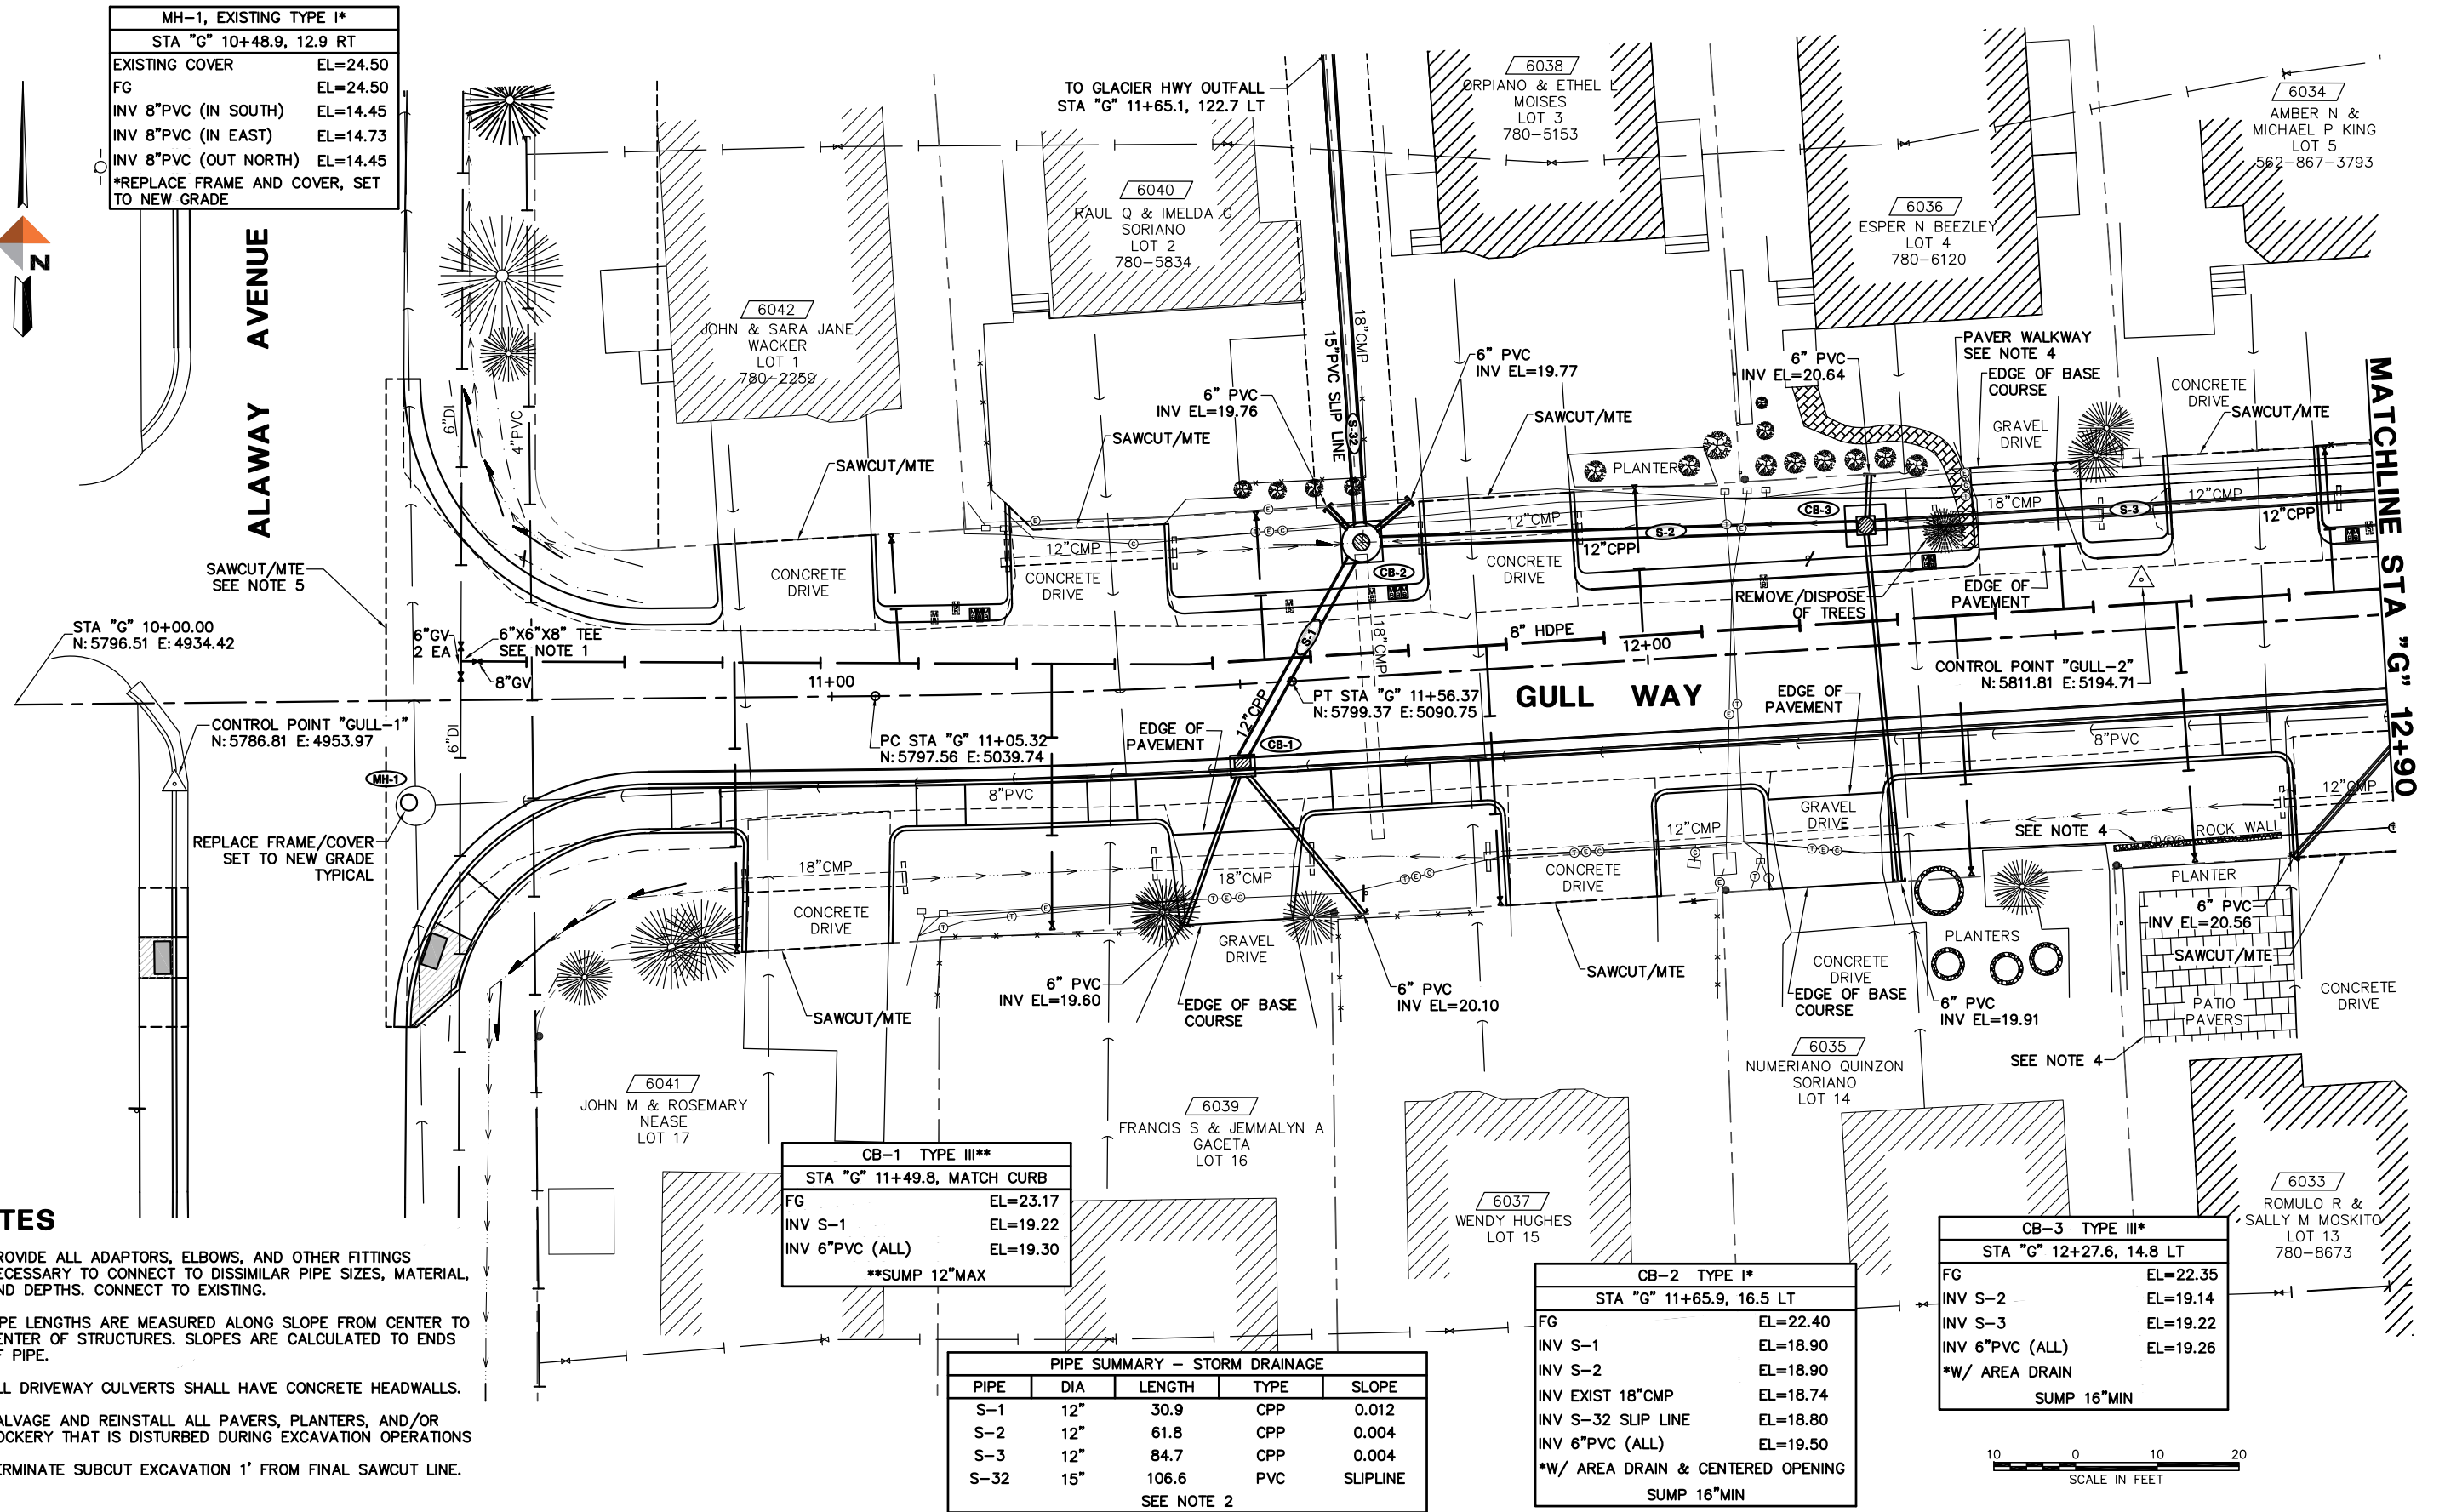 MH-1, EXISTING TYPE I*
STA "G" 10+48.9, 12.9 RT
EXISTING COVER EL=24.50
FG EL=24.50
INV 8"PVC (IN SOUTH) EL=14.45
INV 8"PVC (IN EAST) EL=14.73
INV 8"PVC (OUT NORTH) EL=14.45
*REPLACE FRAME AND COVER, SET
TO NEW GRADE
N
ALAWAY AVENUE
TO GLACIER HWY OUTFALL
STA "G" 11+65.1, 122.7 LT
6038
ORPIANO & ETHEL L
MOISES
LOT 3
780-5153
6034
AMBER N &
MICHAEL P KING
LOT 5
562-867-3793
6040
RAUL Q & IMELDA G
SORIANO
LOT 2
780-5834
6036
ESPER N BEEZLEY
LOT 4
780-6120
6042
JOHN & SARA JANE
WACKER
LOT 1
780-2259
15"PVC SLIP LINE
18"CMP
S-32
6" PVC
INV EL=19.77
6" PVC
INV EL=19.76
6" PVC
INV EL=20.64
PAVER WALKWAY
SEE NOTE 4
EDGE OF BASE
COURSE
CONCRETE
DRIVE
SAWCUT/MTE
GRAVEL
DRIVE
MATCHLINE STA "G" 12+90
6"DI
4"PVC
SAWCUT/MTE
SAWCUT/MTE
SAWCUT/MTE
PLANTER
18"CMP
12"CMP
S-3
12"CPP
CB-3
12"CMP
S-2
12"CPP
12"CMP
CB-2
CONCRETE
DRIVE
CONCRETE
DRIVE
CONCRETE
DRIVE
SAWCUT/MTE
SEE NOTE 5
REMOVE/DISPOSE
OF TREES
EDGE OF
PAVEMENT
STA "G" 10+00.00
N:5796.51 E:4934.42
6"GV
2 EA
6"X6"X8" TEE
SEE NOTE 1
8"GV
S-1
18"CMP
8" HDPE
12+00
11+00
CONTROL POINT "GULL-2"
N:5811.81 E:5194.71
GULL WAY
PT STA "G" 11+56.37
N:5799.37 E:5090.75
EDGE OF
PAVEMENT
12"CPP
CONTROL POINT "GULL-1"
N:5786.81 E:4953.97
6"DI
PC STA "G" 11+05.32
N:5797.56 E:5039.74
EDGE OF
PAVEMENT
CB-1
8"PVC
MH-1
8"PVC
12"CMP
GRAVEL
DRIVE
12"CMP
REPLACE FRAME/COVER
SET TO NEW GRADE
TYPICAL
SEE NOTE 4
ROCK WALL
18"CMP
18"CMP
CONCRETE
DRIVE
PLANTER
CONCRETE
DRIVE
6" PVC
INV EL=20.56
GRAVEL
DRIVE
PLANTERS
SAWCUT/MTE
SAWCUT/MTE
CONCRETE
DRIVE
EDGE OF BASE
COURSE
6" PVC
INV EL=19.60
6" PVC
INV EL=20.10
EDGE OF BASE
COURSE
6" PVC
INV EL=19.91
PATIO
PAVERS
CONCRETE
DRIVE
SAWCUT/MTE
SEE NOTE 4
6041
JOHN M & ROSEMARY
NEASE
LOT 17
6039
FRANCIS S & JEMMALYN A
GACETA
LOT 16
6035
NUMERIANO QUINZON
SORIANO
LOT 14
6037
WENDY HUGHES
LOT 15
6033
ROMULO R &
SALLY M MOSKITO
LOT 13
780-8673
CB-1 TYPE III**
STA "G" 11+49.8, MATCH CURB
FG EL=23.17
INV S-1 EL=19.22
INV 6"PVC (ALL) EL=19.30
**SUMP 12"MAX
CB-3 TYPE III*
STA "G" 12+27.6, 14.8 LT
FG EL=22.35
INV S-2 EL=19.14
INV S-3 EL=19.22
INV 6"PVC (ALL) EL=19.26
*W/ AREA DRAIN
SUMP 16"MIN
CB-2 TYPE I*
STA "G" 11+65.9, 16.5 LT
FG EL=22.40
INV S-1 EL=18.90
INV S-2 EL=18.90
INV EXIST 18"CMP EL=18.74
INV S-32 SLIP LINE EL=18.80
INV 6"PVC (ALL) EL=19.50
*W/ AREA DRAIN & CENTERED OPENING
SUMP 16"MIN
PIPE SUMMARY - STORM DRAINAGE
PIPE DIA LENGTH TYPE SLOPE
S-1 12" 30.9 CPP 0.012
S-2 12" 61.8 CPP 0.004
S-3 12" 84.7 CPP 0.004
S-32 15" 106.6 PVC SLIPLINE
SEE NOTE 2
TES
ROVIDE ALL ADAPTORS, ELBOWS, AND OTHER FITTINGS
ECESSARY TO CONNECT TO DISSIMILAR PIPE SIZES, MATERIAL,
ND DEPTHS. CONNECT TO EXISTING.
PE LENGTHS ARE MEASURED ALONG SLOPE FROM CENTER TO
ENTER OF STRUCTURES. SLOPES ARE CALCULATED TO ENDS
F PIPE.
LL DRIVEWAY CULVERTS SHALL HAVE CONCRETE HEADWALLS.
ALVAGE AND REINSTALL ALL PAVERS, PLANTERS, AND/OR
OCKERY THAT IS DISTURBED DURING EXCAVATION OPERATIONS
ERMINATE SUBCUT EXCAVATION 1' FROM FINAL SAWCUT LINE.
10 0 10 20
SCALE IN FEET